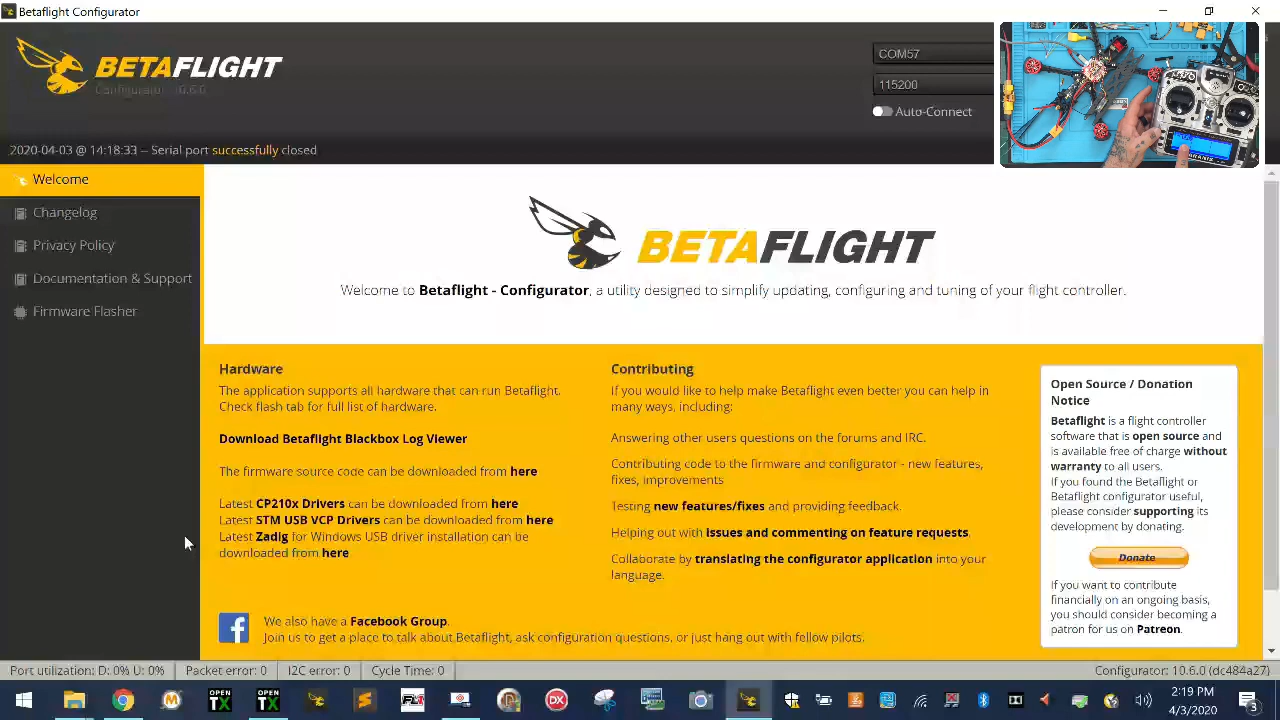 Betaflight Configurator
BETAFLIGHT
Configurator 10.6.0
COM57
115200
Auto-Connect
2020-04-03 @ 14:18:33 -- Serial port successfully closed
Welcome
Changelog
Privacy Policy
Documentation & Support
Firmware Flasher
BETAFLIGHT
Welcome to Betaflight - Configurator, a utility designed to simplify updating, configuring and tuning of your flight controller.
Hardware
The application supports all hardware that can run Betaflight.
Check flash tab for full list of hardware.
Download Betaflight Blackbox Log Viewer
The firmware source code can be downloaded from here
Latest CP210x Drivers can be downloaded from here
Latest STM USB VCP Drivers can be downloaded from here
Latest Zadig for Windows USB driver installation can be
downloaded from here
Contributing
If you would like to help make Betaflight even better you can help in
many ways, including:
Answering other users questions on the forums and IRC.
Contributing code to the firmware and configurator - new features,
fixes, improvements
Testing new features/fixes and providing feedback.
Helping out with issues and commenting on feature requests.
Collaborate by translating the configurator application into your
language.
Open Source / Donation
Notice
Betaflight is a flight controller
software that is open source and
is available free of charge without
warranty to all users.
If you found the Betaflight or
Betaflight configurator useful,
please consider supporting its
development by donating.
Donate
If you want to contribute
financially on an ongoing basis,
you should consider becoming a
patron for us on Patreon.
We also have a Facebook Group.
Join us to get a place to talk about Betaflight, ask configuration questions, or just hang out with fellow pilots.
Port utilization: D: 0% U: 0%
Packet error: 0
I2C error: 0
Cycle Time: 0
Configurator: 10.6.0 (dc484a27)
OPEN TX
OPEN TX
DX
2:19 PM
4/3/2020
3